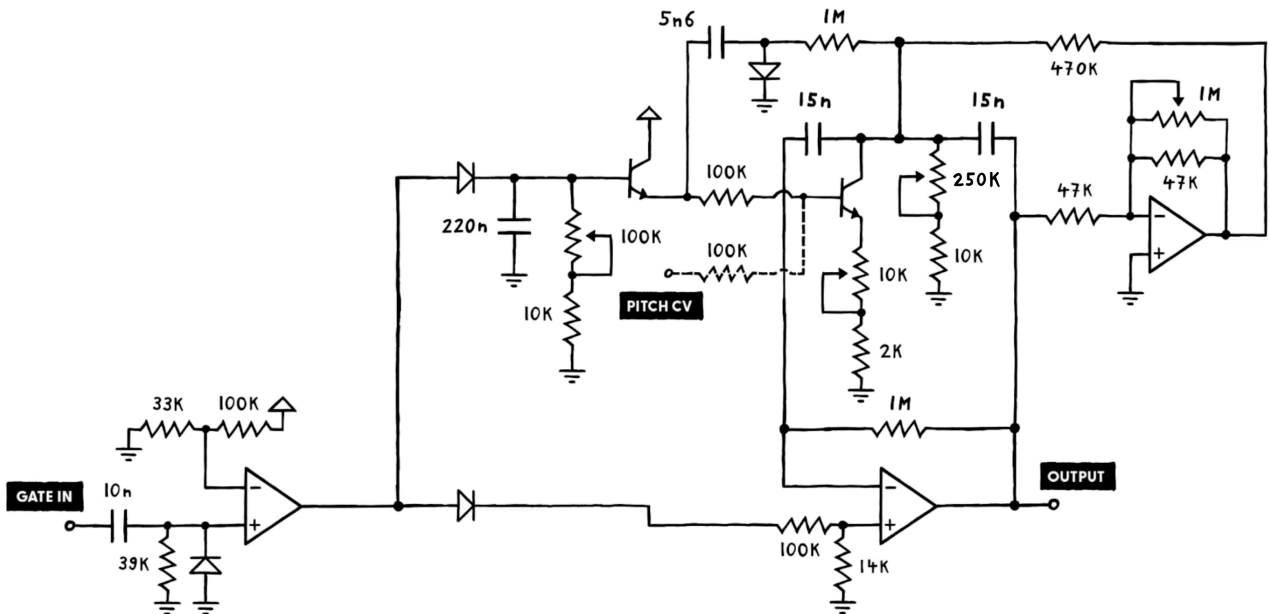 5n6
1M
470K
1M
15n
15n
250K
47K
47K
100K
220n
100K
100K
10K
10K
10K
PITCH CV
2K
33K
100K
1M
GATE IN
10n
39K
OUTPUT
100K
14K
-
+
-
+
-
+